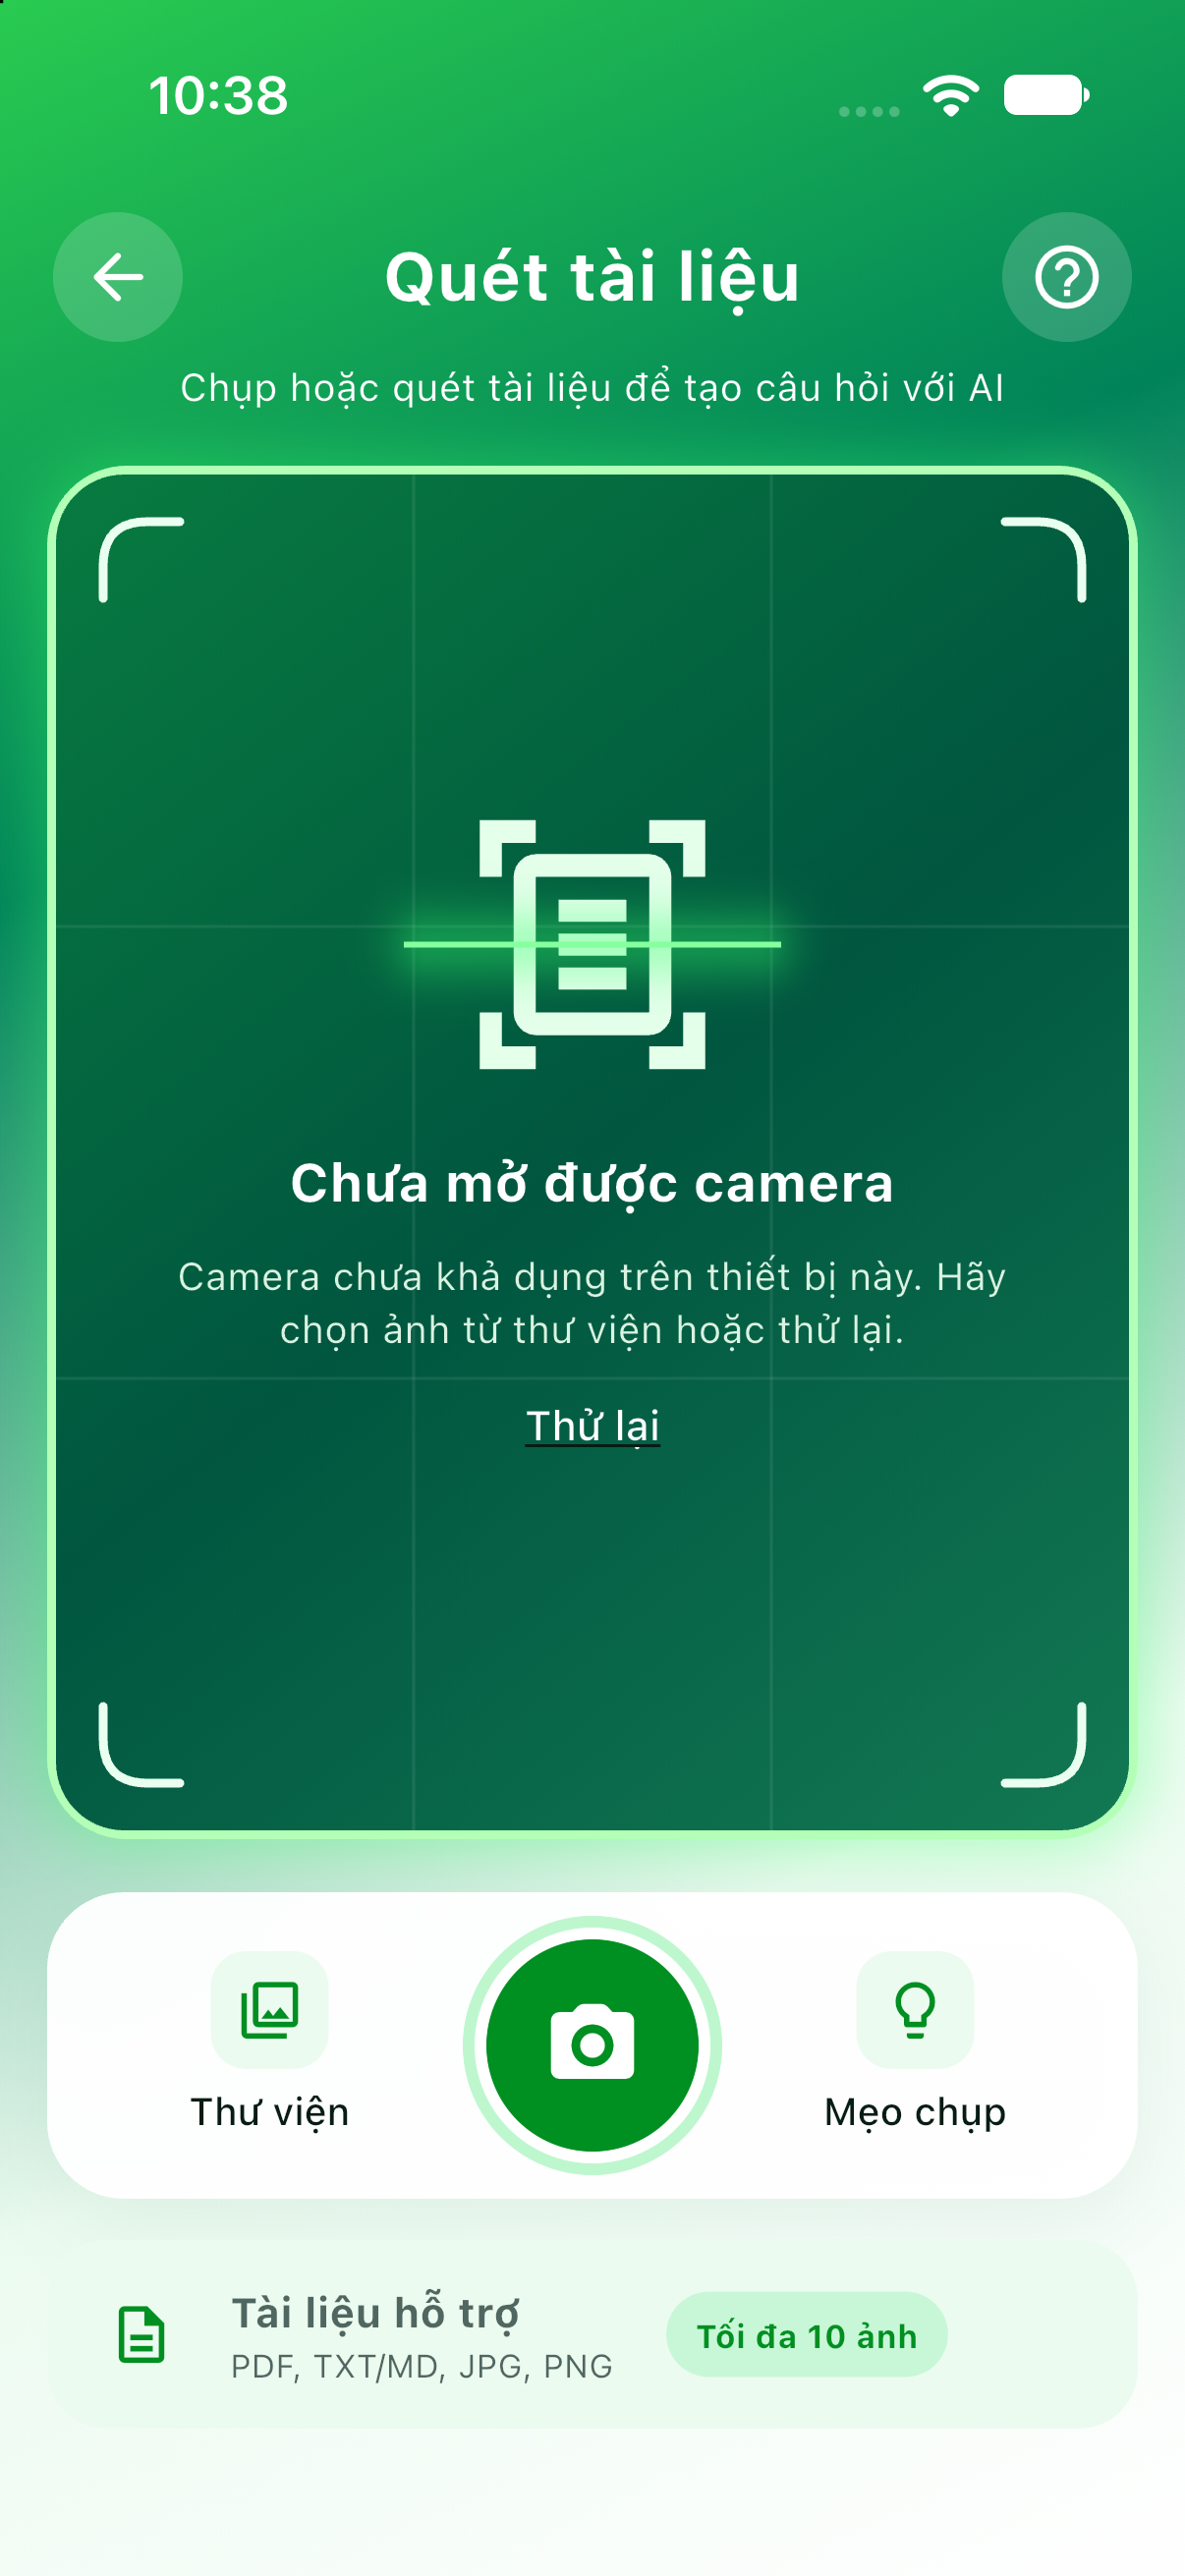 10:38
Quét tài liệu
Chụp hoặc quét tài liệu để tạo câu hỏi với AI
Chưa mở được camera
Camera chưa khả dụng trên thiết bị này. Hãy
chọn ảnh từ thư viện hoặc thử lại.
Thử lại
Thư viện
Mẹo chụp
Tài liệu hỗ trợ
PDF, TXT/MD, JPG, PNG
Tối đa 10 ảnh